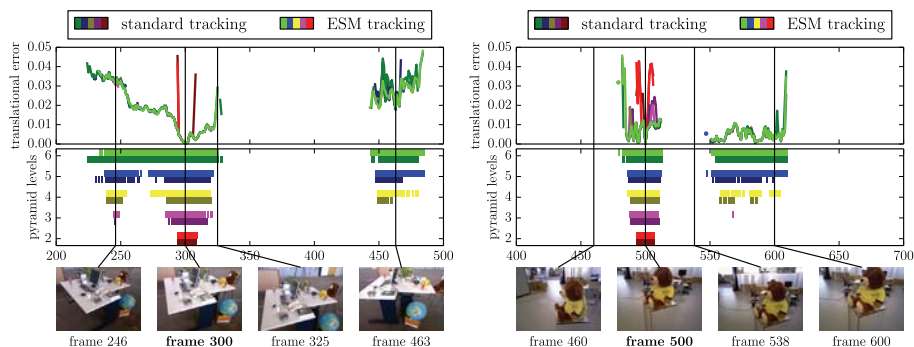 standard tracking ESM tracking
0.05
0.04
0.03
0.02
0.01
0.00
translational error
6
5
4
3
2
pyramid levels
200 250 300 350 400 450 500
frame 246 frame 300 frame 325 frame 463
standard tracking ESM tracking
0.05
0.04
0.03
0.02
0.01
0.00
translational error
6
5
4
3
2
pyramid levels
400 450 500 550 600 650 700
frame 460 frame 500 frame 538 frame 600